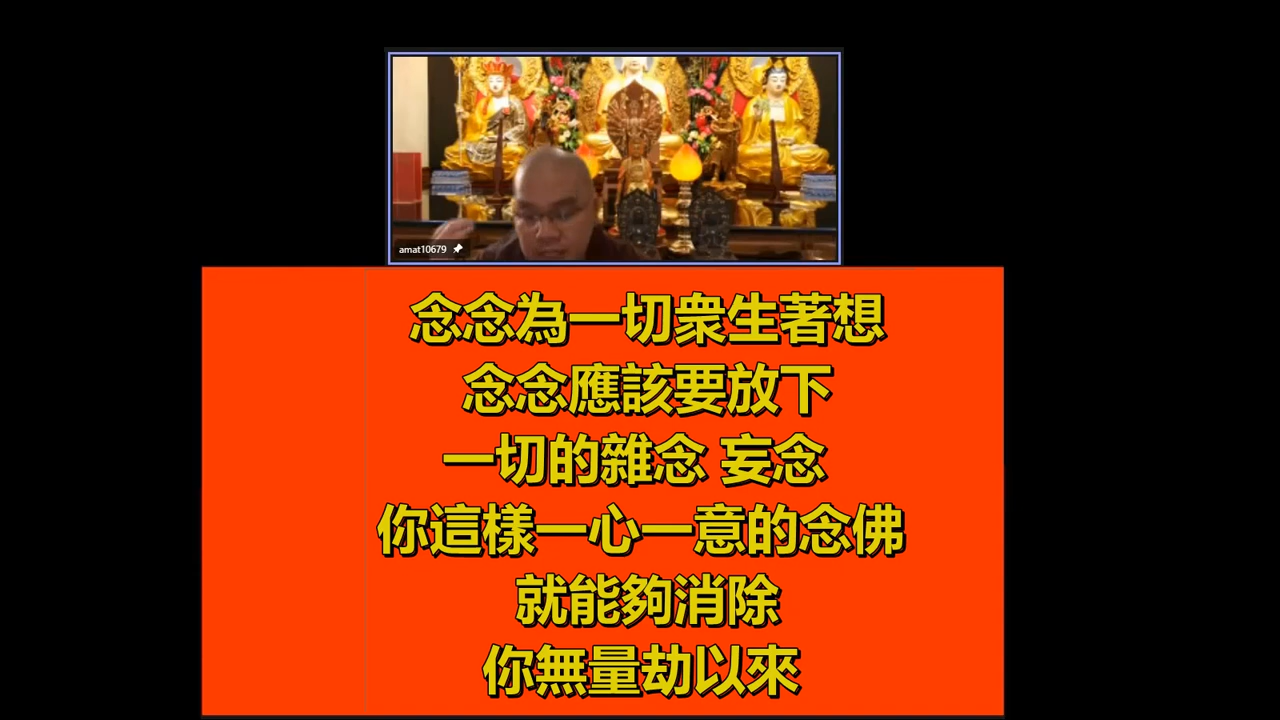 amat10679
念念為一切衆生著想
念念應該要放下
一切的雜念 妄念
你這樣一心一意的念佛
就能夠消除
你無量劫以來